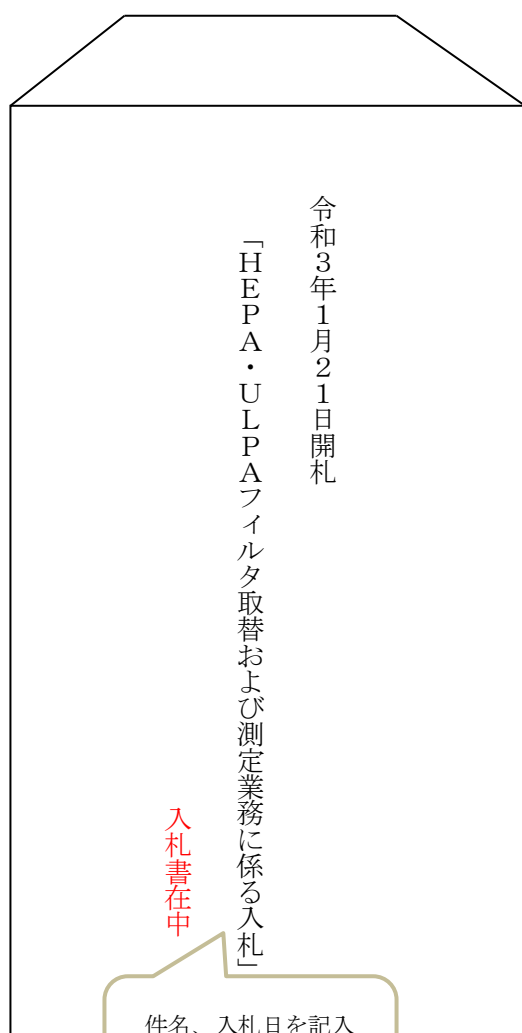 令和３年１月２１日開札
「ＨＥＰＡ・ＵＬＰＡフィルタ取替および測定業務に係る入札」
入札書在中
件名、入札日を記入